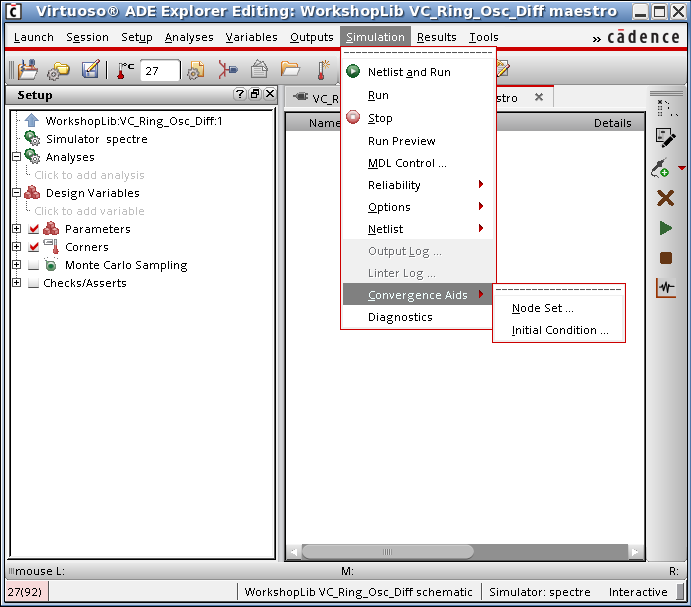 Virtuoso® ADE Explorer Editing: WorkshopLib VC_Ring_Osc_Diff maestro
Launch Session Setup Analyses Variables Outputs Simulation Results Tools » cādence
°C 27
Setup ?
VC_R
stro
Name
Details
WorkshopLib:VC_Ring_Osc_Diff:1
Simulator spectre
Analyses
Click to add analysis
Design Variables
Click to add variable
Parameters
Corners
Monte Carlo Sampling
Checks/Asserts
Netlist and Run
Run
Stop
Run Preview
MDL Control ...
Reliability
Options
Netlist
Output Log ...
Linter Log ...
Convergence Aids
Diagnostics
Node Set ...
Initial Condition ...
mouse L: M: R:
27(92) WorkshopLib VC_Ring_Osc_Diff schematic Simulator: spectre Interactive